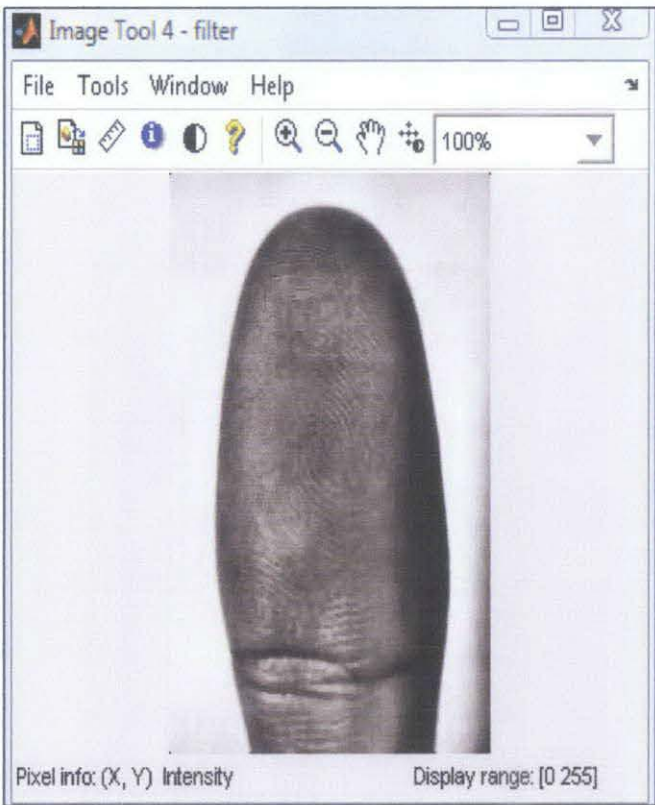 Image Tool 4 - filter
File Tools Window Help
100%
Pixel info: (X, Y) Intensity
Display range: [0 255]